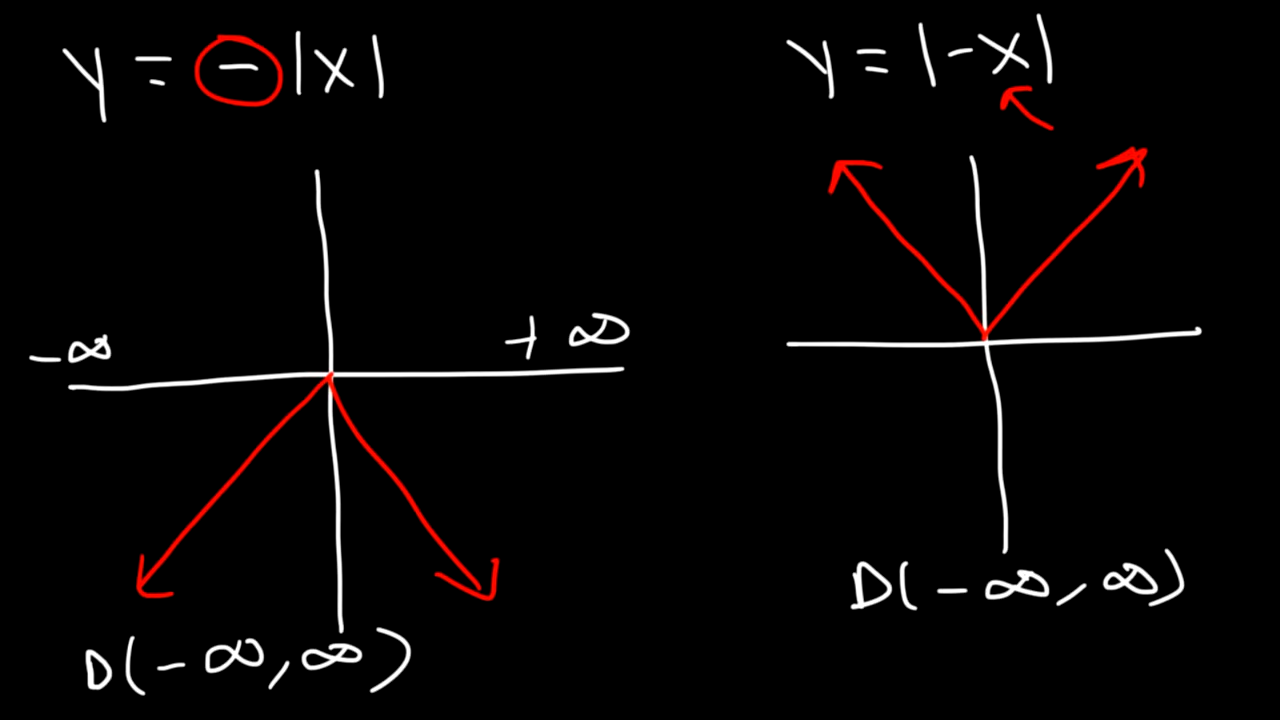 y = -|x|
y = |-x|
-∞
+ ∞
D(-∞, ∞)
D(-∞, ∞)